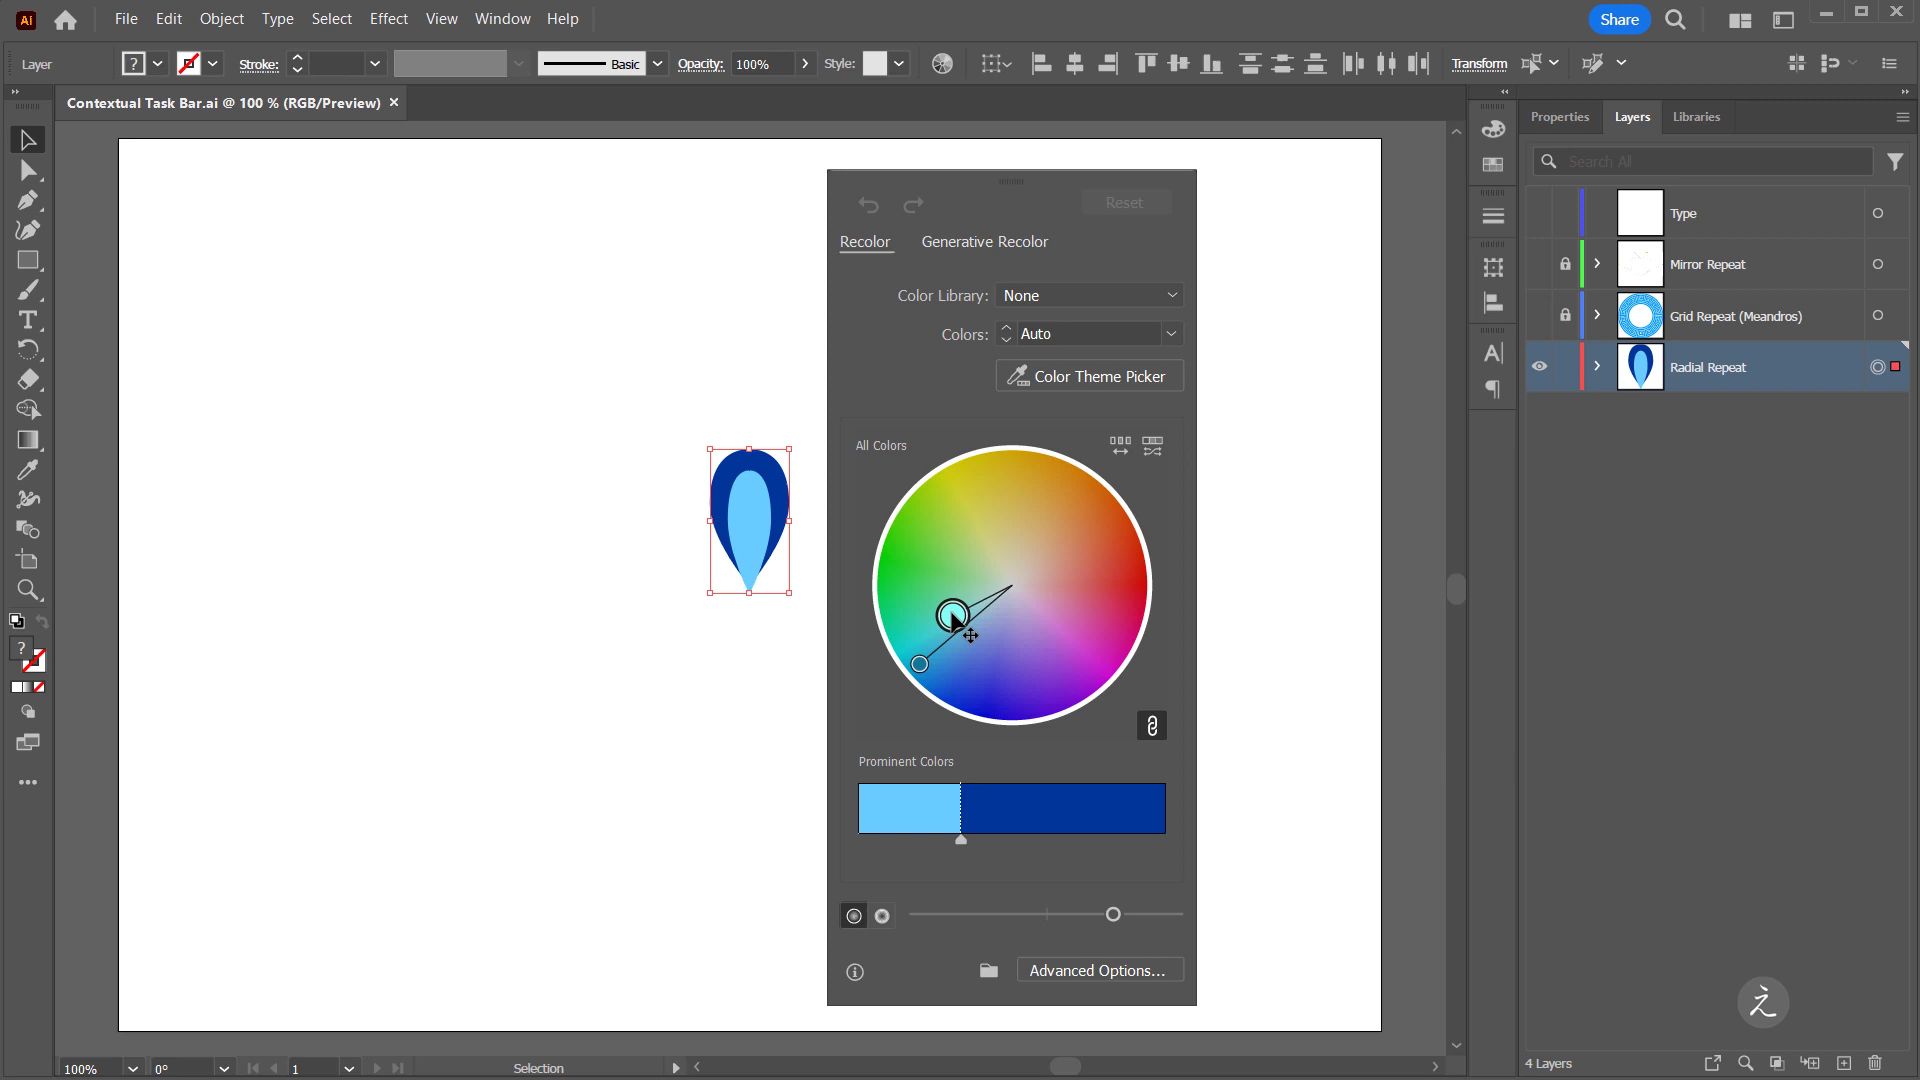 Ai File Edit Object Type Select Effect View Window Help Share
Layer ? Stroke: Basic Opacity: 100% Style: Transform
Contextual Task Bar.ai @ 100 % (RGB/Preview) ×
Properties Layers Libraries
Search All
Type
Mirror Repeat
Grid Repeat (Meandros)
Radial Repeat
Reset
Recolor Generative Recolor
Color Library: None
Colors: Auto
Color Theme Picker
All Colors
Prominent Colors
Advanced Options...
?
之
4 Layers
100% 0° 1 Selection